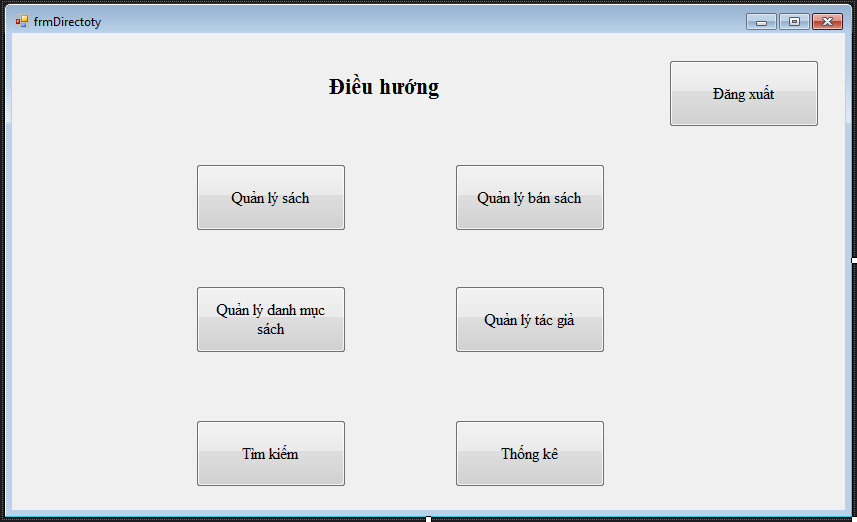 frmDirectoty
Điều hướng
Đăng xuất
Quản lý sách
Quản lý bán sách
Quản lý danh mục
sách
Quản lý tác giả
Tìm kiếm
Thống kê